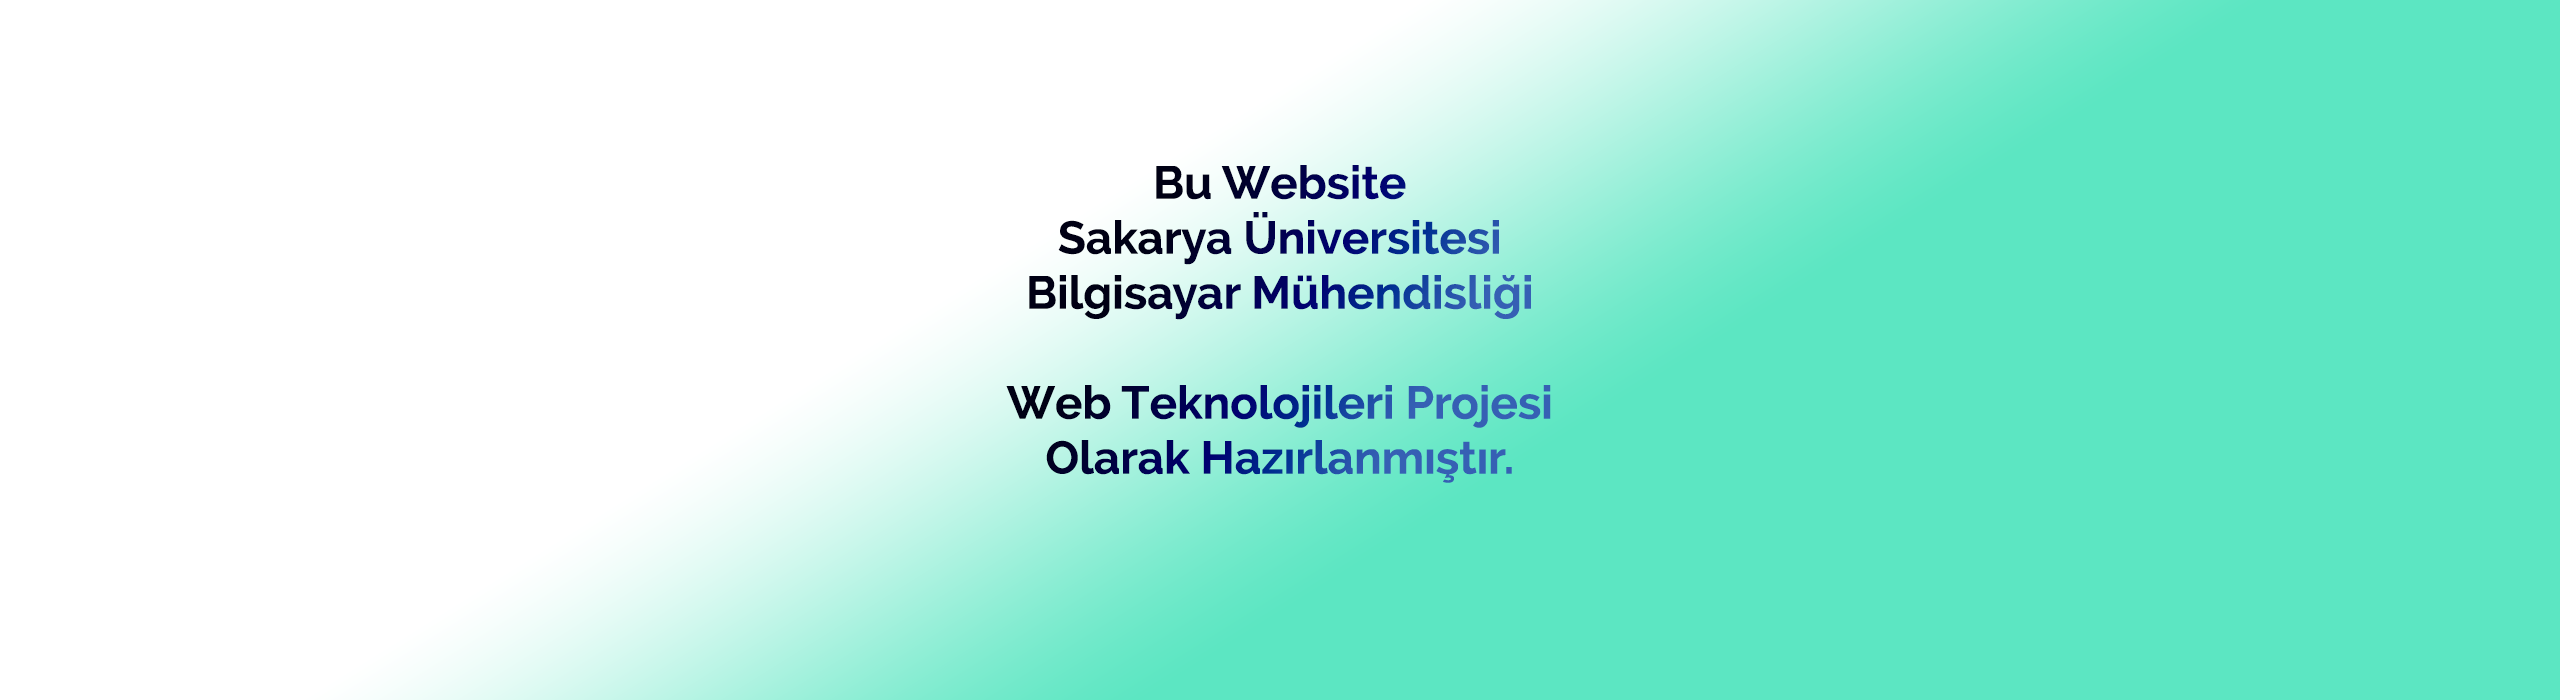 Bu Website
Sakarya Üniversitesi
Bilgisayar Mühendisliği
Web Teknolojileri Projesi
Olarak Hazırlanmıştır.